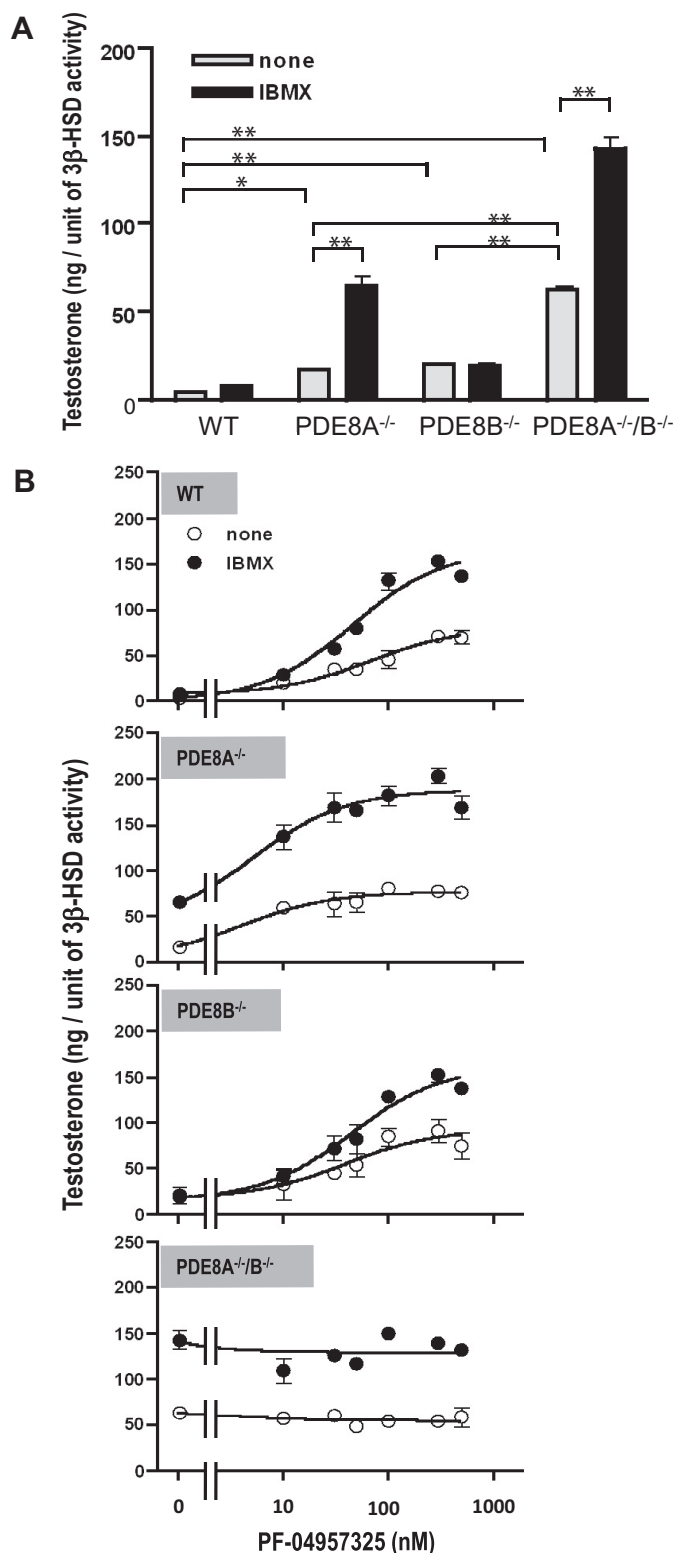 A
Testosterone (ng / unit of 3β-HSD activity)
200
150
100
50
0
none
IBMX
**
**
**
*
**
**
**
**
WT
PDE8A-/-
PDE8B-/-
PDE8A-/-/B-/-
B
Testosterone (ng / unit of 3β-HSD activity)
250
200
150
100
50
0
WT
none
IBMX
250
200
150
100
50
0
PDE8A-/-
250
200
150
100
50
0
PDE8B-/-
250
200
150
100
50
0
PDE8A-/-/B-/-
0 10 100 1000
PF-04957325 (nM)